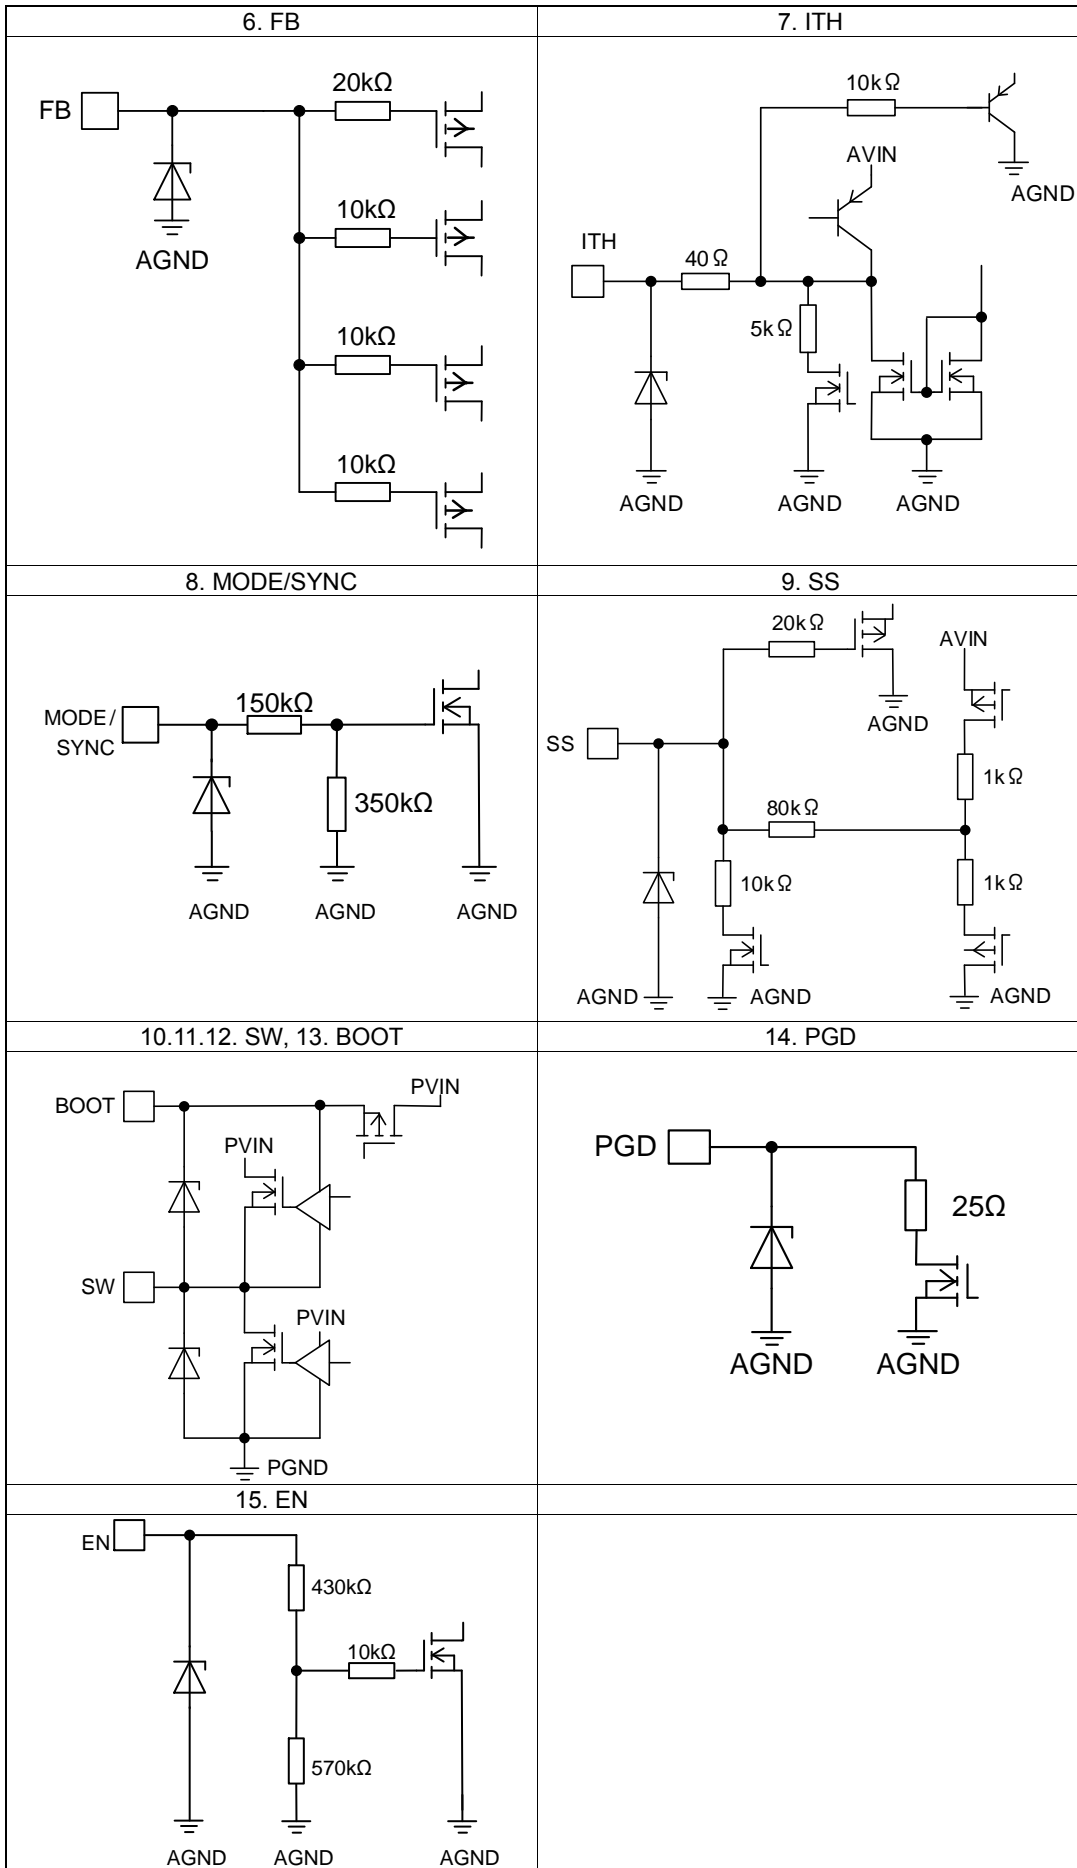 6. FB
20kΩ
FB
10kΩ
AGND
10kΩ
10kΩ
7. ITH
10kΩ
AVIN
AGND
ITH
40Ω
5kΩ
AGND
AGND
AGND
8. MODE/SYNC
150kΩ
MODE/
SYNC
350kΩ
AGND
AGND
AGND
9. SS
20kΩ
AVIN
AGND
SS
1kΩ
80kΩ
10kΩ
1kΩ
AGND
AGND
AGND
10.11.12. SW, 13. BOOT
PVIN
BOOT
PVIN
SW
PVIN
PGND
14. PGD
PGD
25Ω
AGND
AGND
15. EN
EN
430kΩ
10kΩ
570kΩ
AGND
AGND
AGND